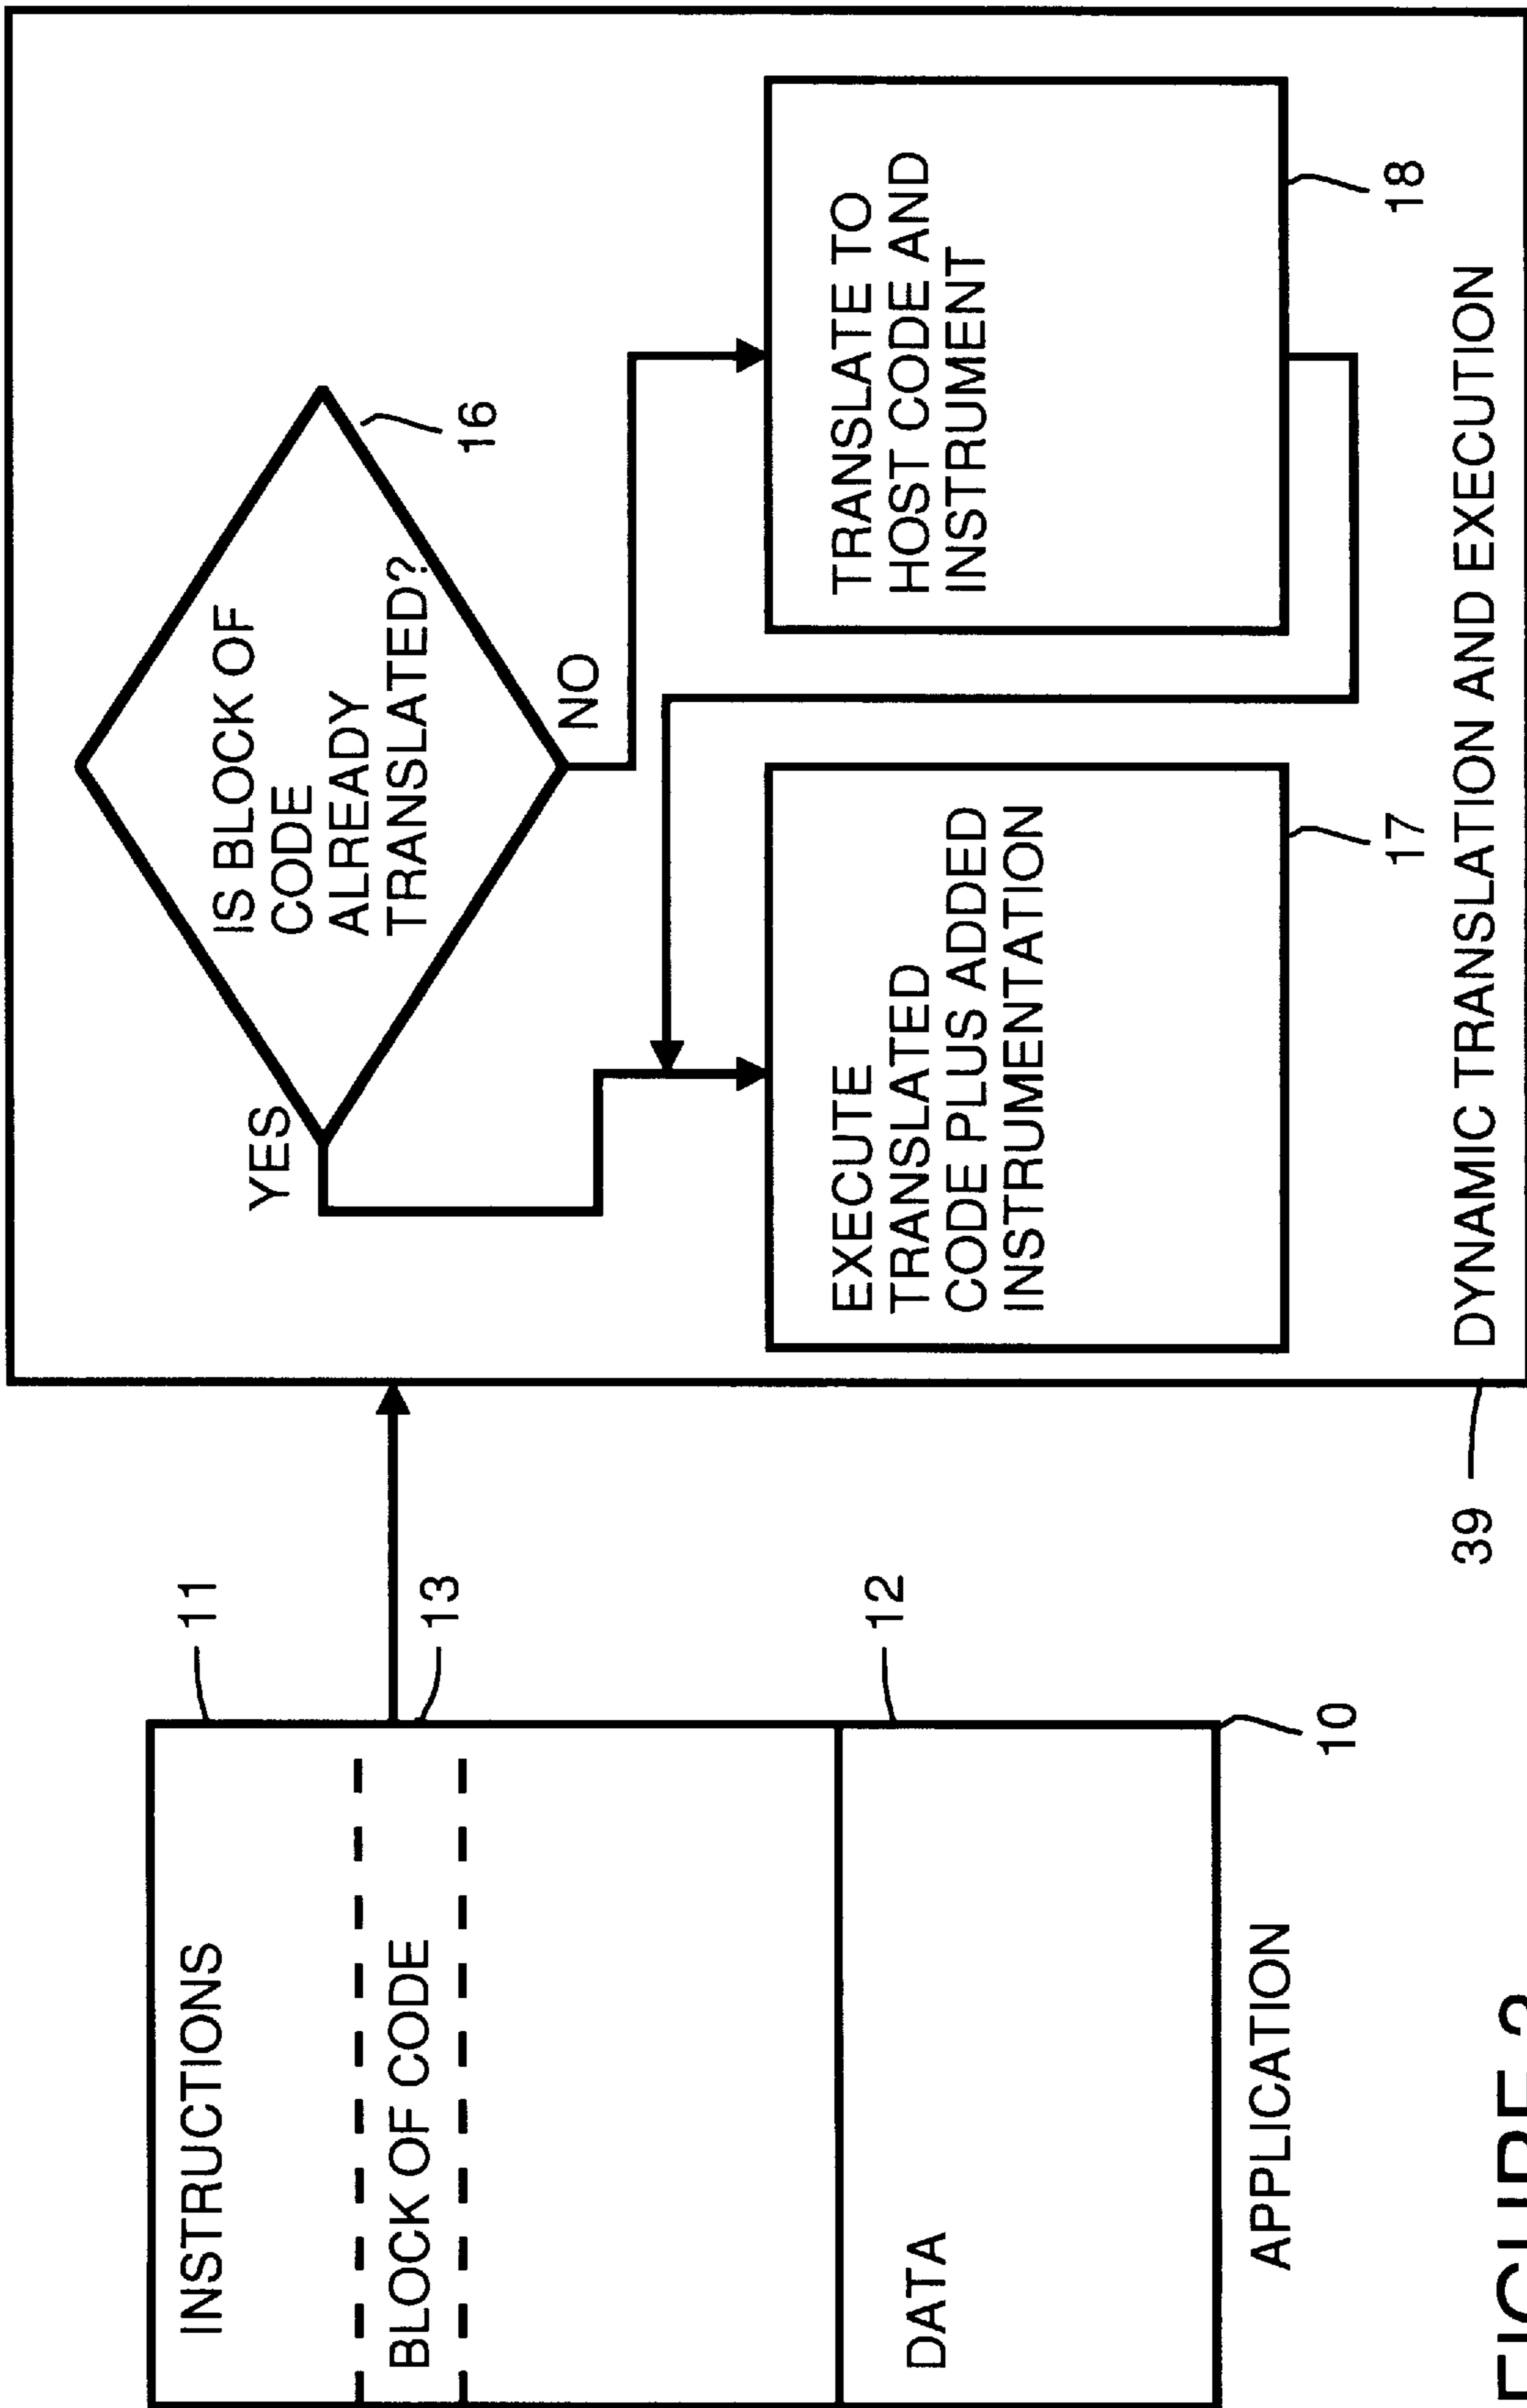 INSTRUCTIONS
11
BLOCK OF CODE
13
DATA
12
10
APPLICATION
IS BLOCK OF
CODE
ALREADY
TRANSLATED?
16
YES
NO
EXECUTE
TRANSLATED
CODE PLUS ADDED
INSTRUMENTATION
17
TRANSLATE TO
HOST CODE AND
INSTRUMENT
18
39
DYNAMIC TRANSLATION AND EXECUTION
FIGURE